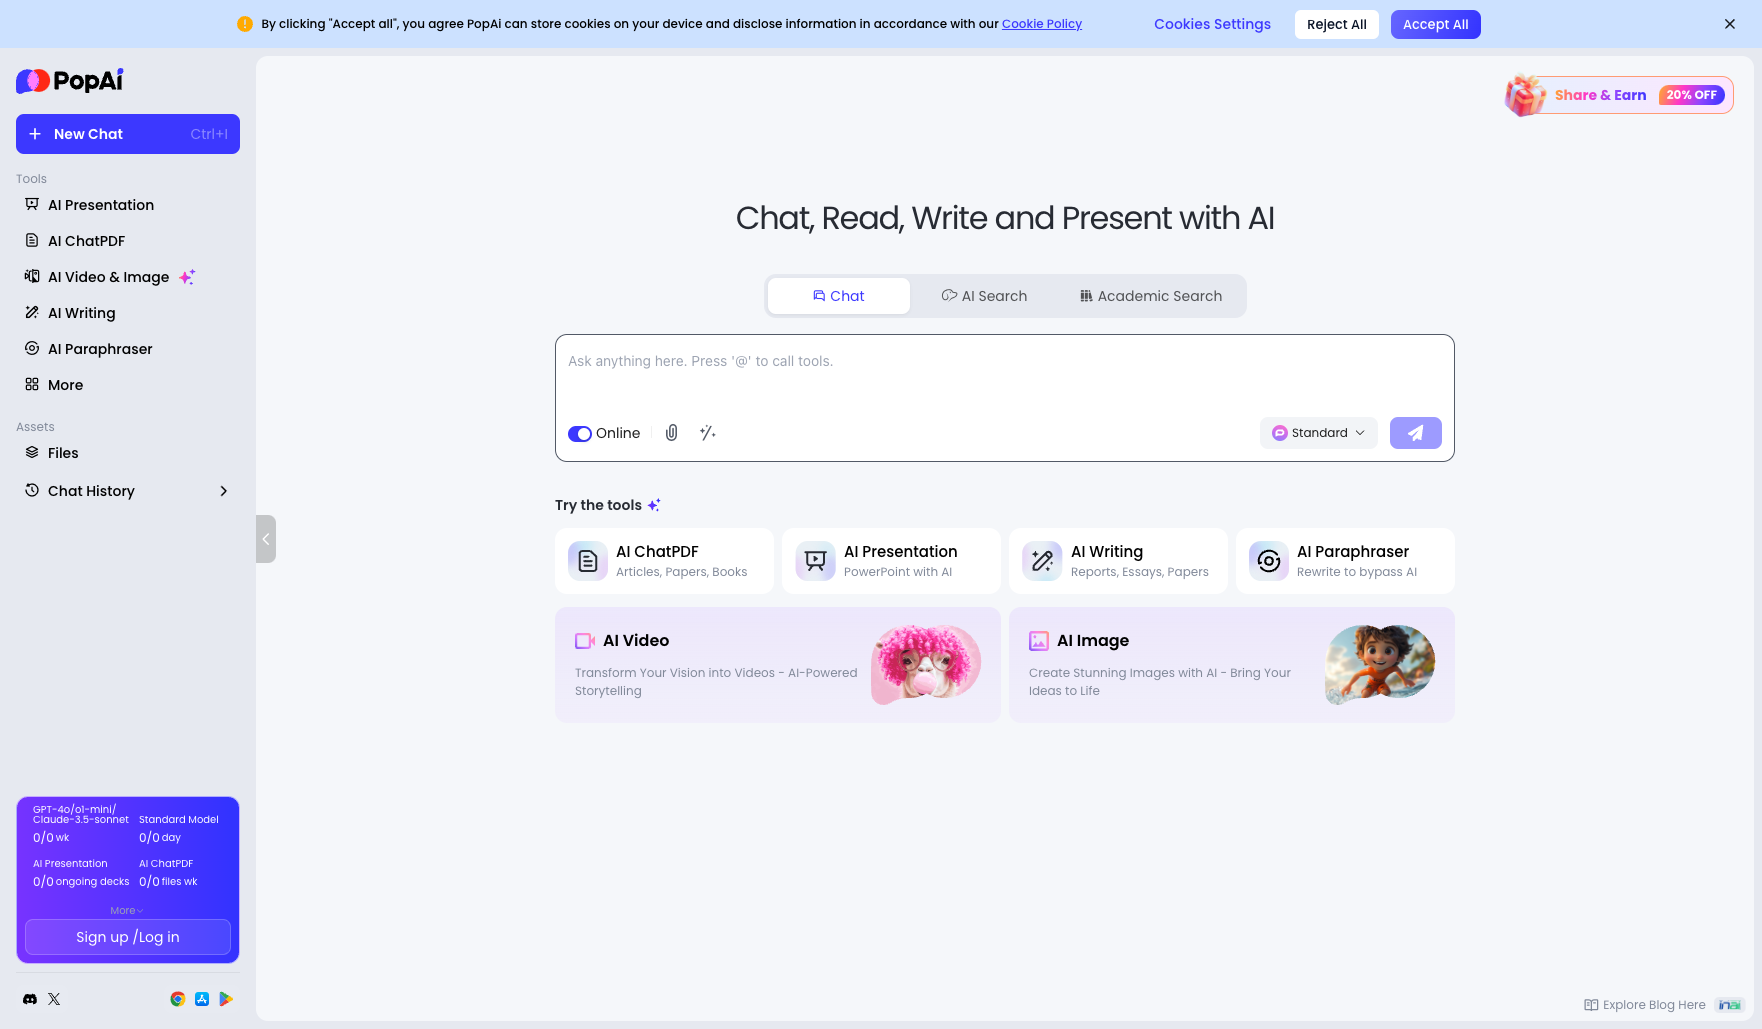 By clicking "Accept all", you agree PopAi can store cookies on your device and disclose information in accordance with our Cookie Policy
Cookies Settings
Reject All
Accept All
PopAi
New Chat
Ctrl+I
Tools
AI Presentation
AI ChatPDF
AI Video & Image
AI Writing
AI Paraphraser
More
Assets
Files
Chat History
GPT-4o/o1-mini/
Claude-3.5-sonnet
Standard Model
0/0 wk
0/0 day
AI Presentation
AI ChatPDF
0/0 ongoing decks
0/0 files wk
More
Sign up /Log in
Share & Earn
20% OFF
Chat, Read, Write and Present with AI
Chat
AI Search
Academic Search
Ask anything here. Press '@' to call tools.
Online
Standard
Try the tools
AI ChatPDF
Articles, Papers, Books
AI Presentation
PowerPoint with AI
AI Writing
Reports, Essays, Papers
AI Paraphraser
Rewrite to bypass AI
AI Video
Transform Your Vision into Videos - AI-Powered
Storytelling
AI Image
Create Stunning Images with AI - Bring Your
Ideas to Life
Explore Blog Here